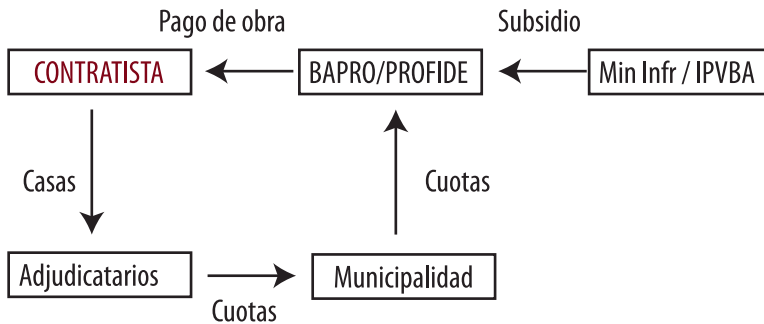 Pago de obra
Subsidio
CONTRATISTA
BAPRO/PROFIDE
Min Infr / IPVBA
Casas
Cuotas
Adjudicatarios
Municipalidad
Cuotas